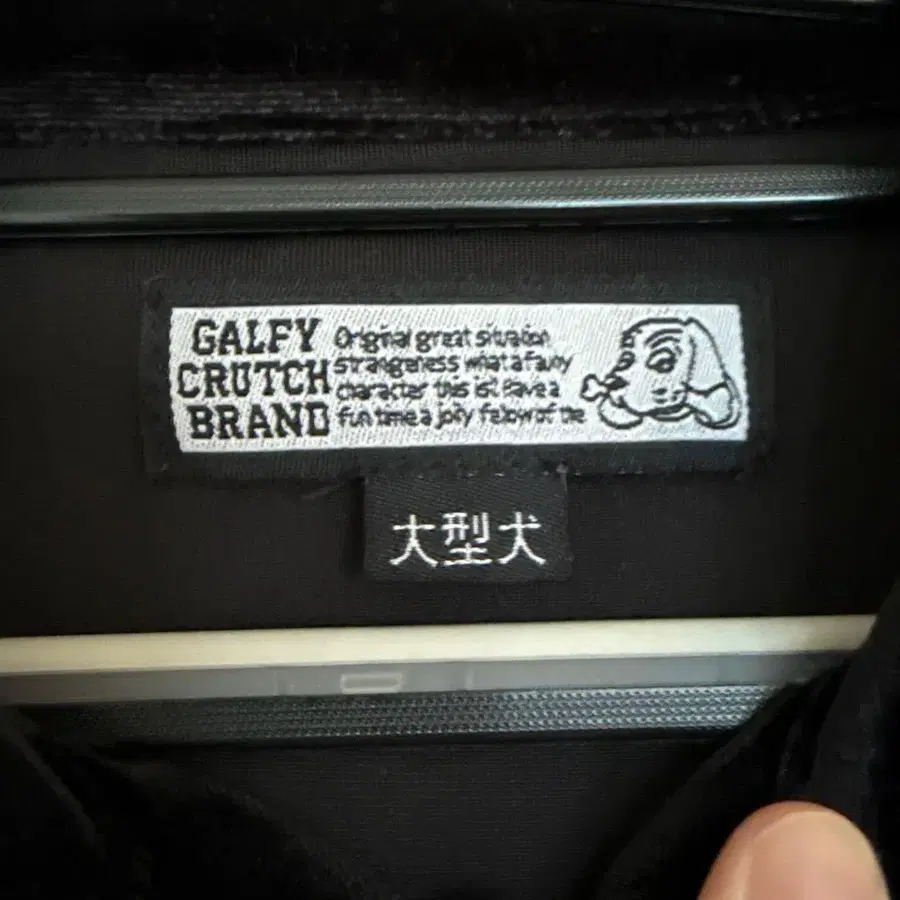 GALFY
CRUTCH
BRAND
Original great situation
strangeness what a funny
character this is! Have a
fun time a jolly fellow of the
大型犬